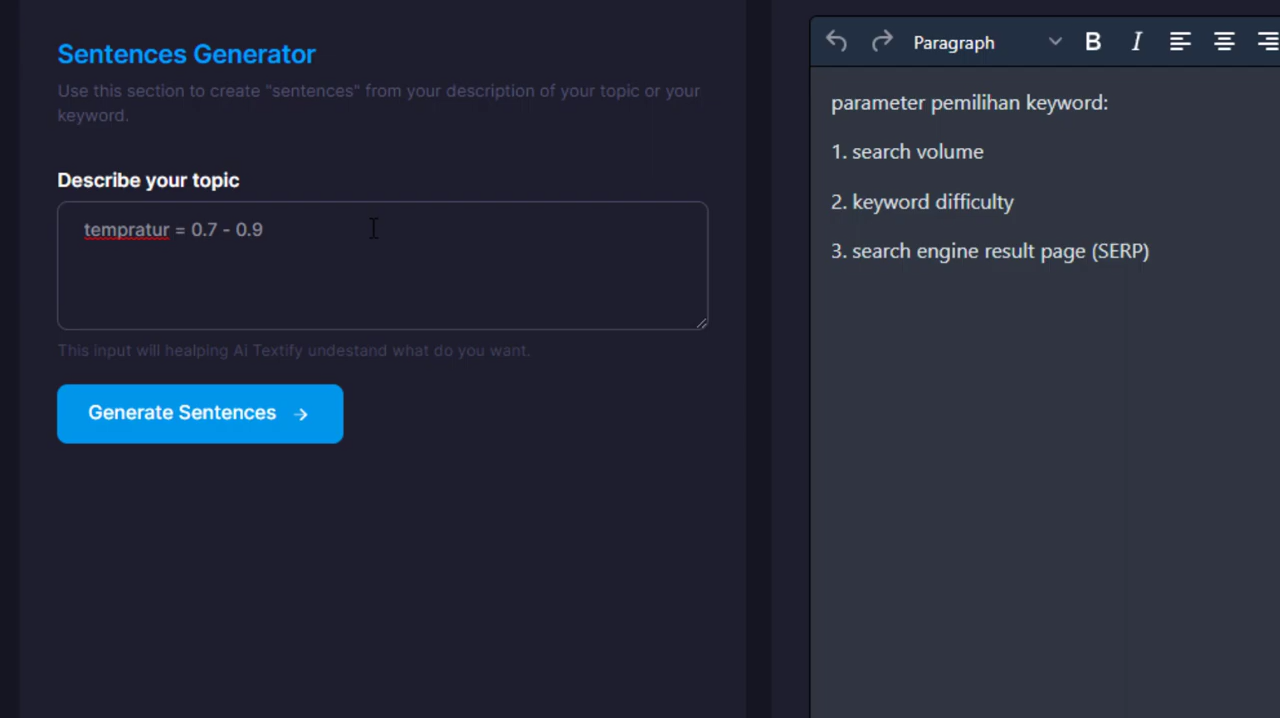 Sentences Generator
Use this section to create "sentences" from your description of your topic or your
keyword.
Describe your topic
tempratur = 0.7 - 0.9
This input will healping Ai Textify undestand what do you want.
Generate Sentences →
Paragraph
B I
parameter pemilihan keyword:
1. search volume
2. keyword difficulty
3. search engine result page (SERP)